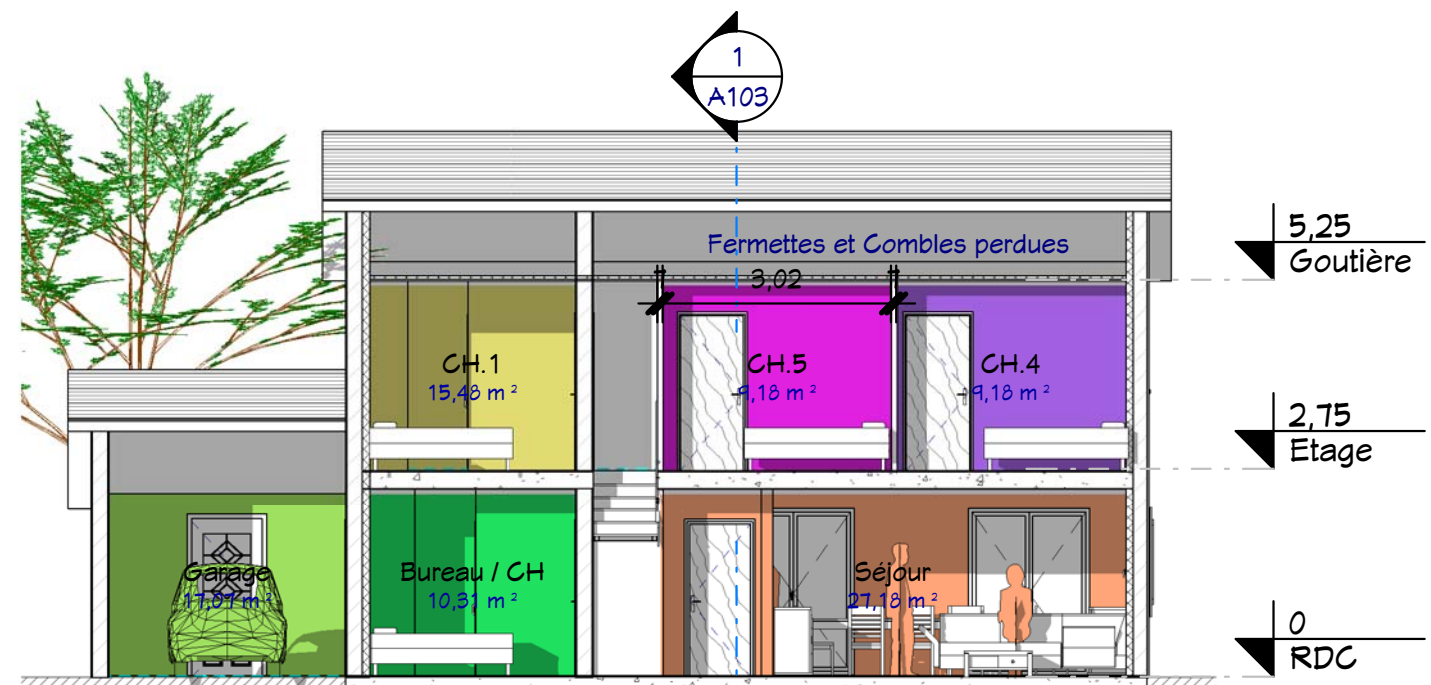 1
A103
Fermettes et Combles perdues
5,25
Goutière
3,02
CH.1
15,48 m²
CH.5
9,18 m²
CH.4
9,18 m²
2,75
Etage
Garage
17,07 m²
Bureau / CH
10,31 m²
Séjour
27,18 m²
0
RDC